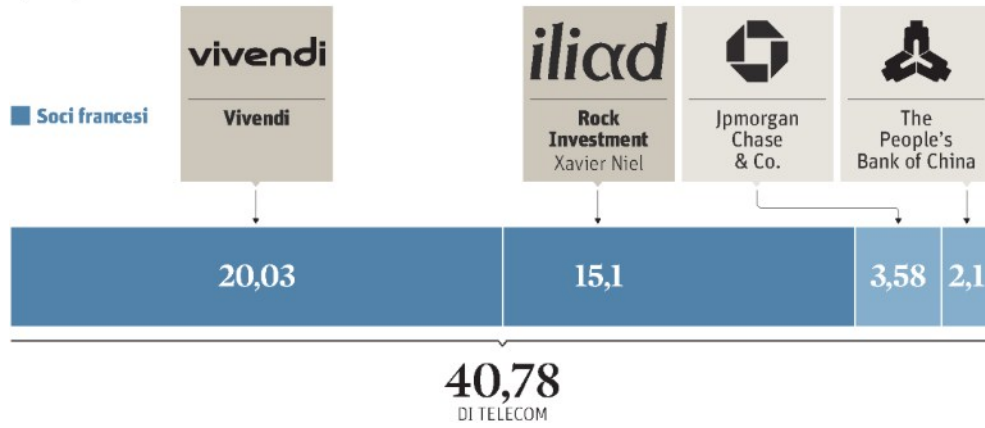 vivendi
iliad
Soci francesi
Vivendi
Rock
Investment
Xavier Niel
Jpmorgan
Chase
& Co.
The
People's
Bank of China
20,03
15,1
3,58
2,1
40,78
DI TELECOM